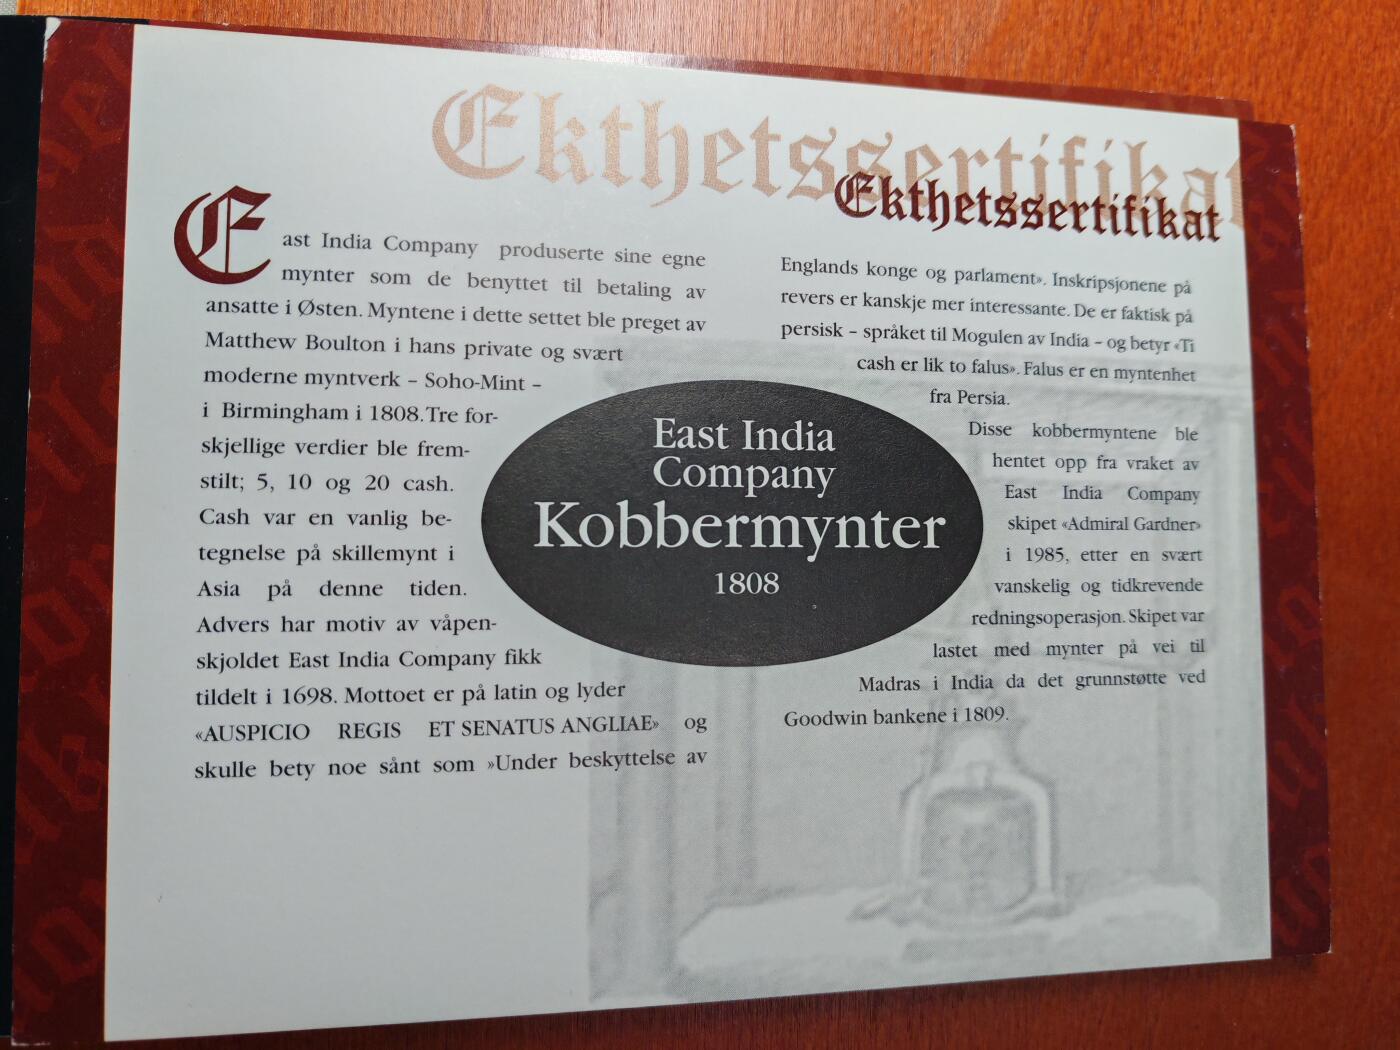 Ekthetssertifikat
Ekthetssertifikat
East India Company produserte sine egne
mynter som de benyttet til betaling av
ansatte i Østen. Myntene i dette settet ble preget av
Matthew Boulton i hans private og svært
moderne myntverk – Soho-Mint –
i Birmingham i 1808. Tre for-
skjellige verdier ble frem-
stilt; 5, 10 og 20 cash.
Cash var en vanlig be-
tegnelse på skillemynt i
Asia på denne tiden.
Advers har motiv av våpen-
skjoldet East India Company fikk
tildelt i 1698. Mottoet er på latin og lyder
«AUSPICIO REGIS ET SENATUS ANGLIAE» og
skulle bety noe sånt som »Under beskyttelse av
East India
Company
Kobbermynter
1808
Englands konge og parlament». Inskripsjonene på
revers er kanskje mer interessante. De er faktisk på
persisk – språket til Mogulen av India – og betyr «Ti
cash er lik to falus». Falus er en myntenhet
fra Persia.
Disse kobbermyntene ble
hentet opp fra vraket av
East India Company
skipet «Admiral Gardner»
i 1985, etter en svært
vanskelig og tidkrevende
redningsoperasjon. Skipet var
lastet med mynter på vei til
Madras i India da det grunnstøtte ved
Goodwin bankene i 1809.